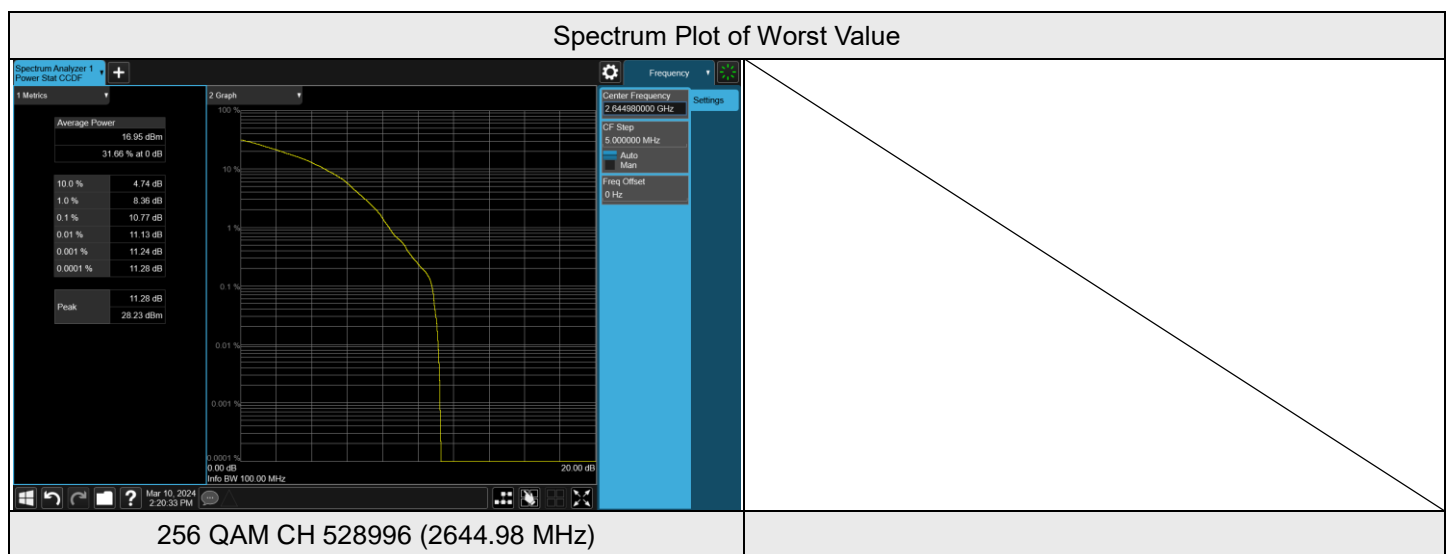 Spectrum Plot of Worst Value
Spectrum Analyzer 1
Power Stat CCDF
Frequency
1 Metrics
2 Graph
Center Frequency
2.644980000 GHz
Settings
CF Step
5.000000 MHz
Auto
Man
Freq Offset
0 Hz
Average Power
16.95 dBm
31.66 % at 0 dB
10.0 % 4.74 dB
1.0 % 8.36 dB
0.1 % 10.77 dB
0.01 % 11.13 dB
0.001 % 11.24 dB
0.0001 % 11.28 dB
Peak 11.28 dB
28.23 dBm
100 %
10 %
1 %
0.1 %
0.01 %
0.001 %
0.0001 %
0.00 dB 20.00 dB
Info BW 100.00 MHz
Mar 10, 2024
2:20:33 PM
256 QAM CH 528996 (2644.98 MHz)